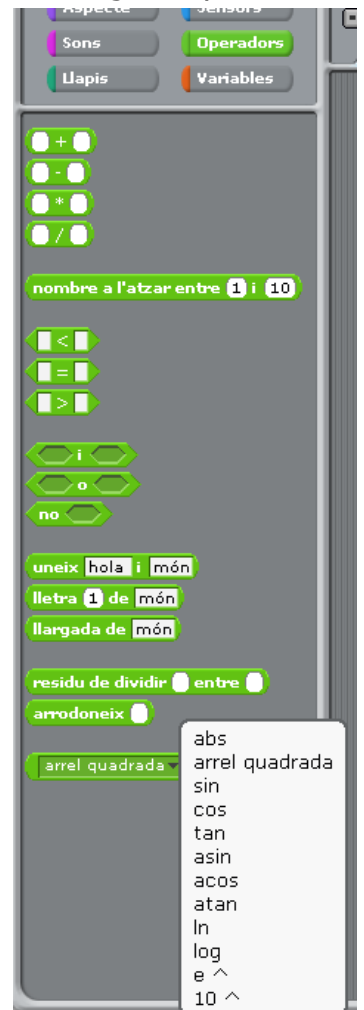 Aspecte Sensors
Sons Operadors
Llapis Variables
+
-
*
/
nombre a l'atzar entre 1 i 10
<
=
>
i
o
no
uneix hola i món
lletra 1 de món
llargada de món
residu de dividir entre
arrodoneix
arrel quadrada
abs
arrel quadrada
sin
cos
tan
asin
acos
atan
ln
log
e ^
10 ^